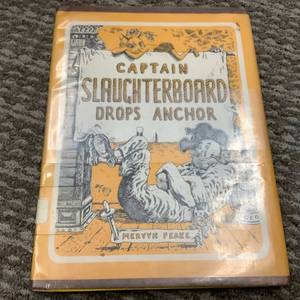 CAPTAIN
SLAUGHTERBOARD
DROPS ANCHOR
MERVYN PEAKE